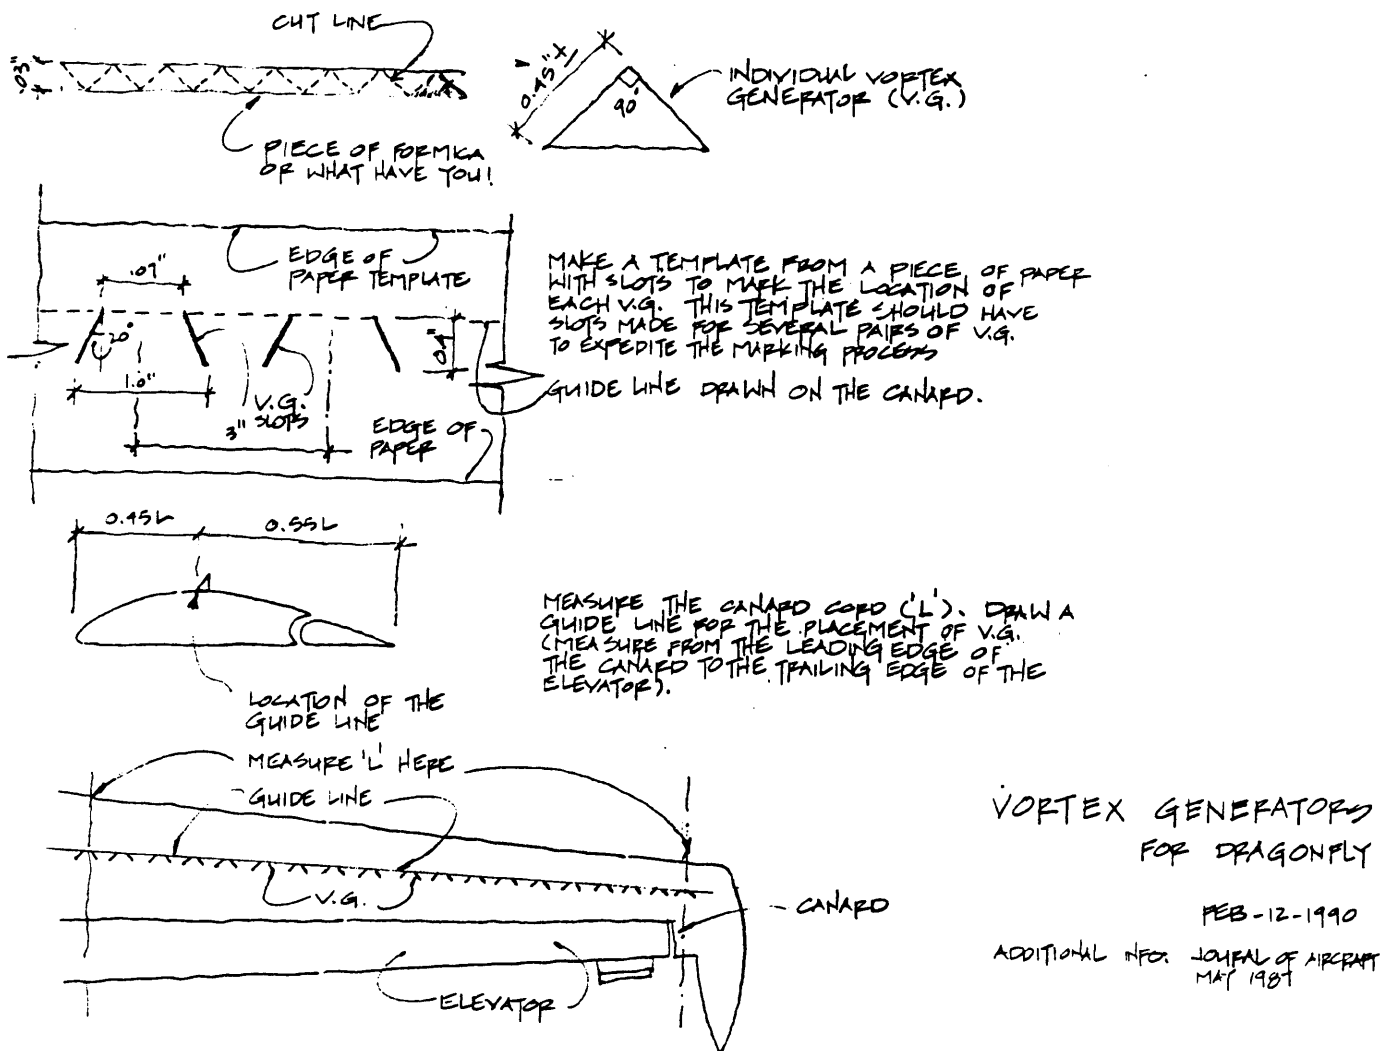 CUT LINE
.03"
PIECE OF FORMICA
OR WHAT HAVE YOU!
0.45"
90°
INDIVIDUAL VORTEX
GENERATOR (V.G.)
EDGE OF
PAPER TEMPLATE
20°
0.4"
1.0"
V.G.
SLOTS
3"
EDGE OF
PAPER
MAKE A TEMPLATE FROM A PIECE OF PAPER
WITH SLOTS TO MARK THE LOCATION OF
EACH V.G. THIS TEMPLATE SHOULD HAVE
SLOTS MADE FOR SEVERAL PAIRS OF V.G.
TO EXPEDITE THE MARKING PROCESS
GUIDE LINE DRAWN ON THE CANARD.
0.45L
0.55L
LOCATION OF THE
GUIDE LINE
MEASURE THE CANARD CORD ('L'). DRAW A
GUIDE LINE FOR THE PLACEMENT OF V.G.
(MEASURE FROM THE LEADING EDGE OF
THE CANARD TO THE TRAILING EDGE OF THE
ELEVATOR).
MEASURE 'L' HERE
GUIDE LINE
V.G.
CANARD
ELEVATOR
VORTEX GENERATORS
FOR DRAGONFLY
FEB-12-1990
ADDITIONAL INFO. JOURAL OF AIRCRAFT
MAY 1987